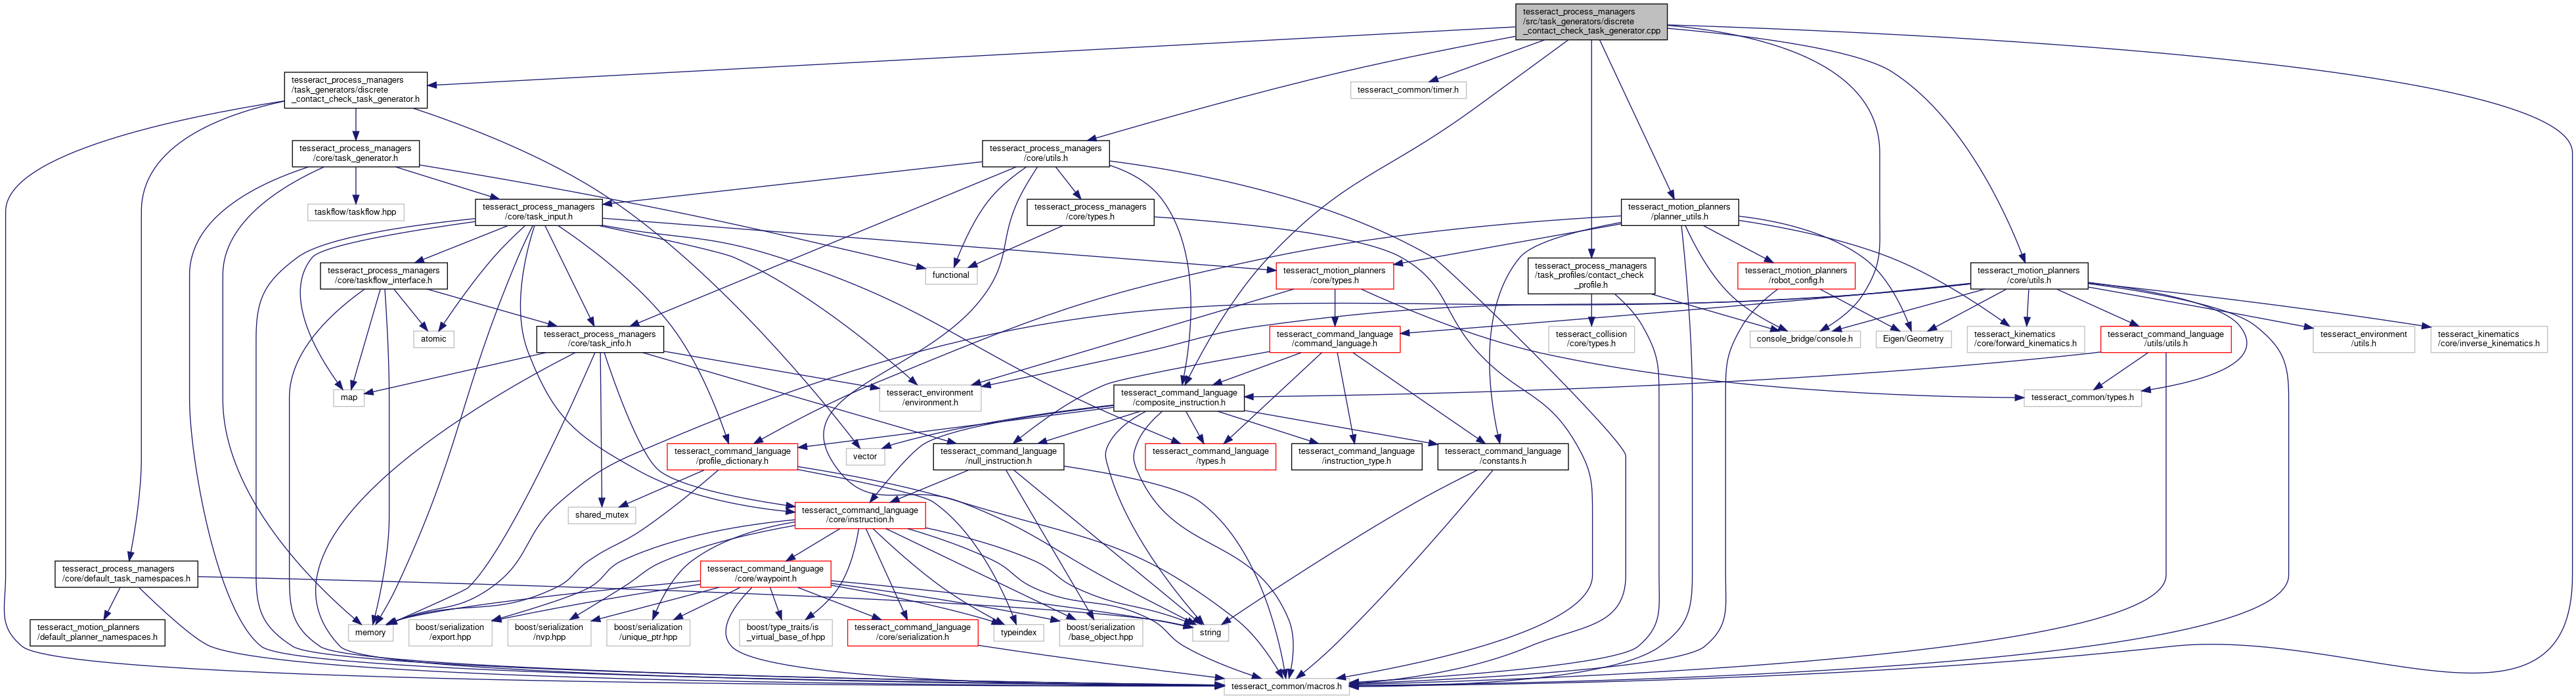 tesseract_process_managers
/src/task_generators/discrete
_contact_check_task_generator.cpp
tesseract_process_managers
/task_generators/discrete
_contact_check_task_generator.h
tesseract_common/timer.h
tesseract_process_managers
/core/task_generator.h
tesseract_process_managers
/core/utils.h
taskflow/taskflow.hpp
tesseract_process_managers
/core/task_input.h
tesseract_process_managers
/core/types.h
tesseract_motion_planners
/planner_utils.h
tesseract_process_managers
/core/taskflow_interface.h
functional
tesseract_motion_planners
/core/types.h
tesseract_process_managers
/task_profiles/contact_check
_profile.h
tesseract_motion_planners
/robot_config.h
tesseract_motion_planners
/core/utils.h
atomic
tesseract_process_managers
/core/task_info.h
tesseract_command_language
/command_language.h
tesseract_collision
/core/types.h
console_bridge/console.h
Eigen/Geometry
tesseract_kinematics
/core/forward_kinematics.h
tesseract_command_language
/utils/utils.h
tesseract_environment
/utils.h
tesseract_kinematics
/core/inverse_kinematics.h
map
tesseract_environment
/environment.h
tesseract_command_language
/composite_instruction.h
tesseract_common/types.h
tesseract_command_language
/profile_dictionary.h
vector
tesseract_command_language
/null_instruction.h
tesseract_command_language
/types.h
tesseract_command_language
/instruction_type.h
tesseract_command_language
/constants.h
shared_mutex
tesseract_command_language
/core/instruction.h
tesseract_process_managers
/core/default_task_namespaces.h
tesseract_command_language
/core/waypoint.h
tesseract_motion_planners
/default_planner_namespaces.h
memory
boost/serialization
/export.hpp
boost/serialization
/nvp.hpp
boost/serialization
/unique_ptr.hpp
boost/type_traits/is
_virtual_base_of.hpp
tesseract_command_language
/core/serialization.h
typeindex
boost/serialization
/base_object.hpp
string
tesseract_common/macros.h